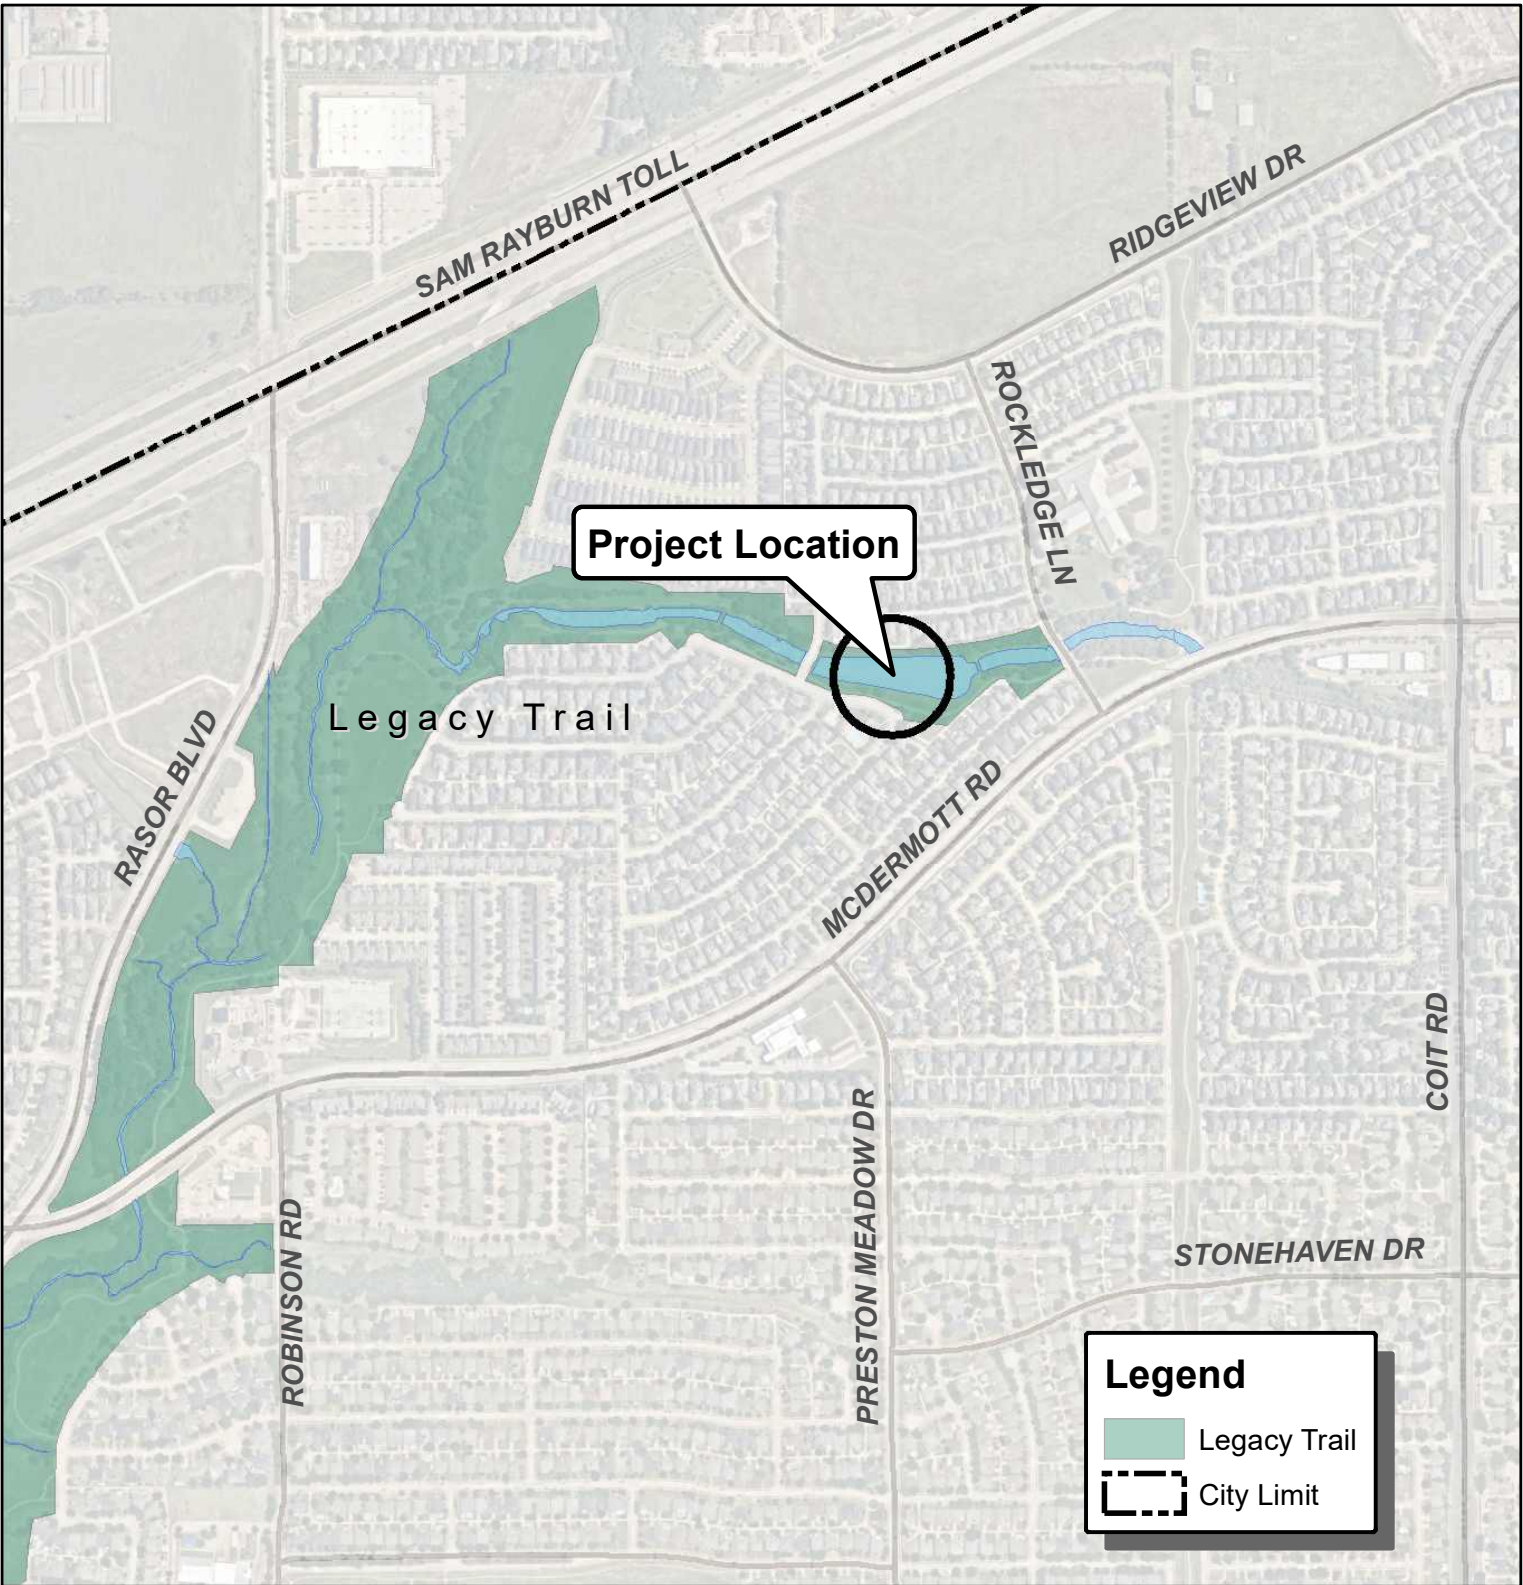 SAM RAYBURN TOLL
RIDGEVIEW DR
ROCKLEDGE LN
Project Location
Legacy Trail
RASOR BLVD
MCDERMOTT RD
COIT RD
PRESTON MEADOW DR
ROBINSON RD
STONEHAVEN DR
Legend
Legacy Trail
City Limit